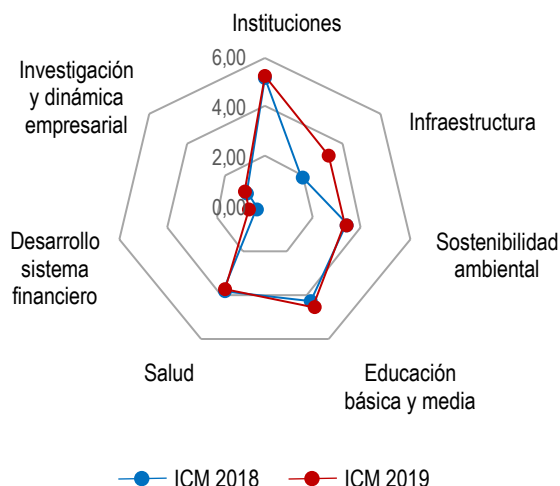 Instituciones
6,00
4,00
2,00
0,00
Infraestructura
Sostenibilidad
ambiental
Educación
básica y media
Salud
Desarrollo
sistema
financiero
Investigación
y dinámica
empresarial
ICM 2018
ICM 2019